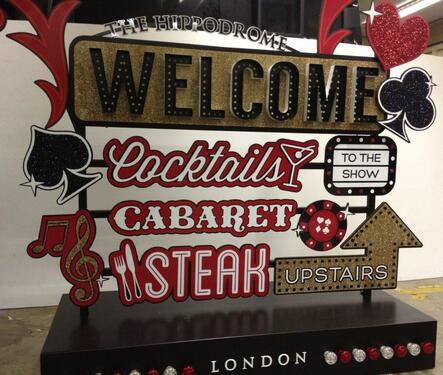 THE HIPPODROME
WELCOME
Cocktails
TO THE
SHOW
CABARET
STEAK
UPSTAIRS
LONDON